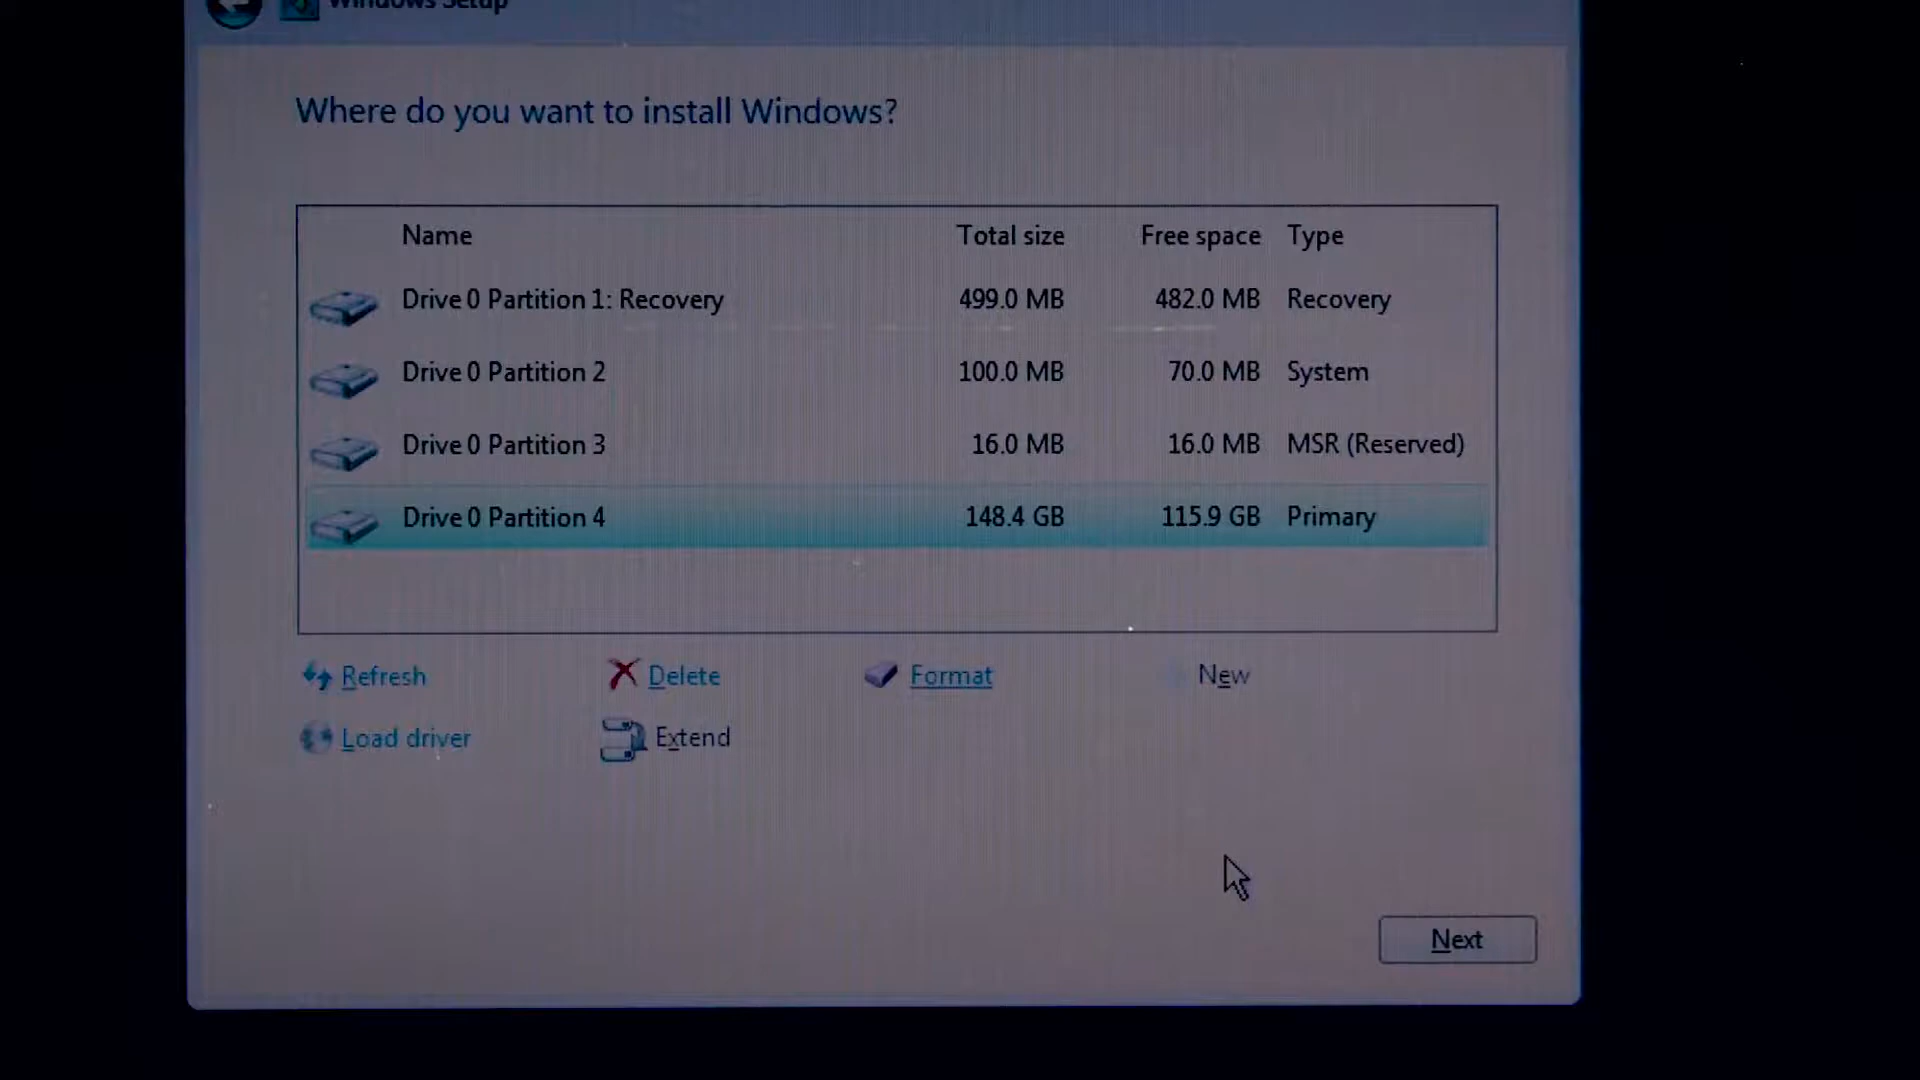 Windows Setup
Where do you want to install Windows?
Name Total size Free space Type
Drive 0 Partition 1: Recovery 499.0 MB 482.0 MB Recovery
Drive 0 Partition 2 100.0 MB 70.0 MB System
Drive 0 Partition 3 16.0 MB 16.0 MB MSR (Reserved)
Drive 0 Partition 4 148.4 GB 115.9 GB Primary
Refresh Delete Format New
Load driver Extend
Next